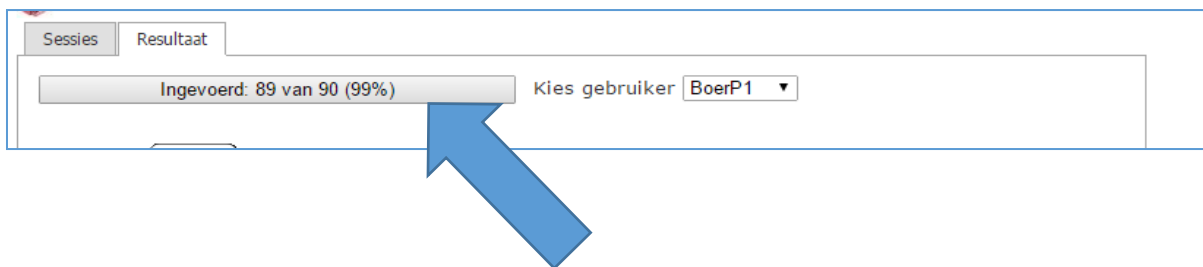 Sessies Resultaat
Ingevoerd: 89 van 90 (99%) Kies gebruiker BoerP1